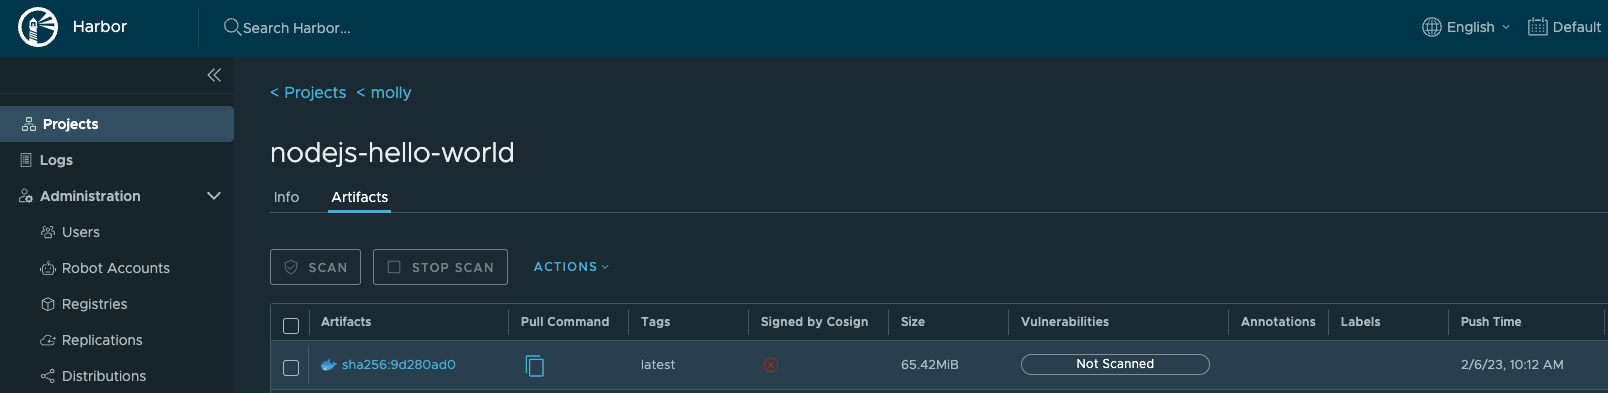 Harbor
Search Harbor...
English
Default
Projects
Logs
Administration
Users
Robot Accounts
Registries
Replications
Distributions
< Projects < molly
nodejs-hello-world
Info Artifacts
SCAN STOP SCAN ACTIONS
Artifacts Pull Command Tags Signed by Cosign Size Vulnerabilities Annotations Labels Push Time
sha256:9d280ad0 latest 65.42MiB Not Scanned 2/6/23, 10:12 AM